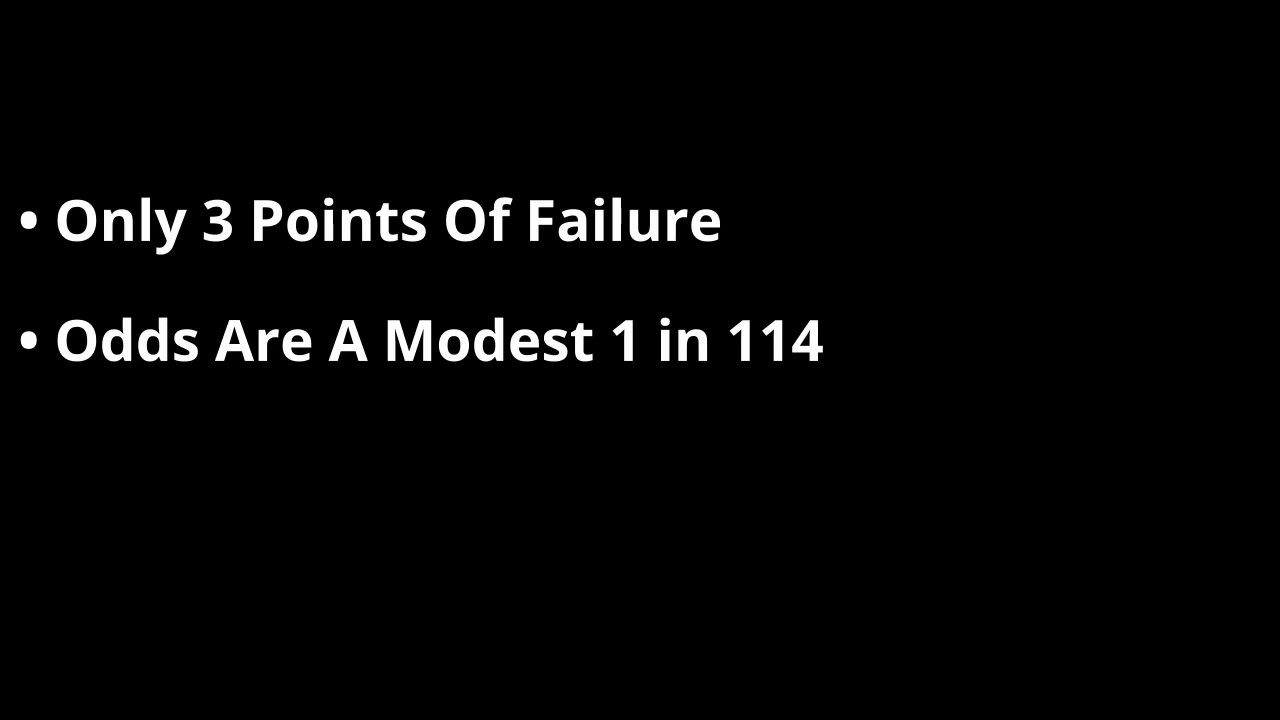 • Only 3 Points Of Failure
• Odds Are A Modest 1 in 114